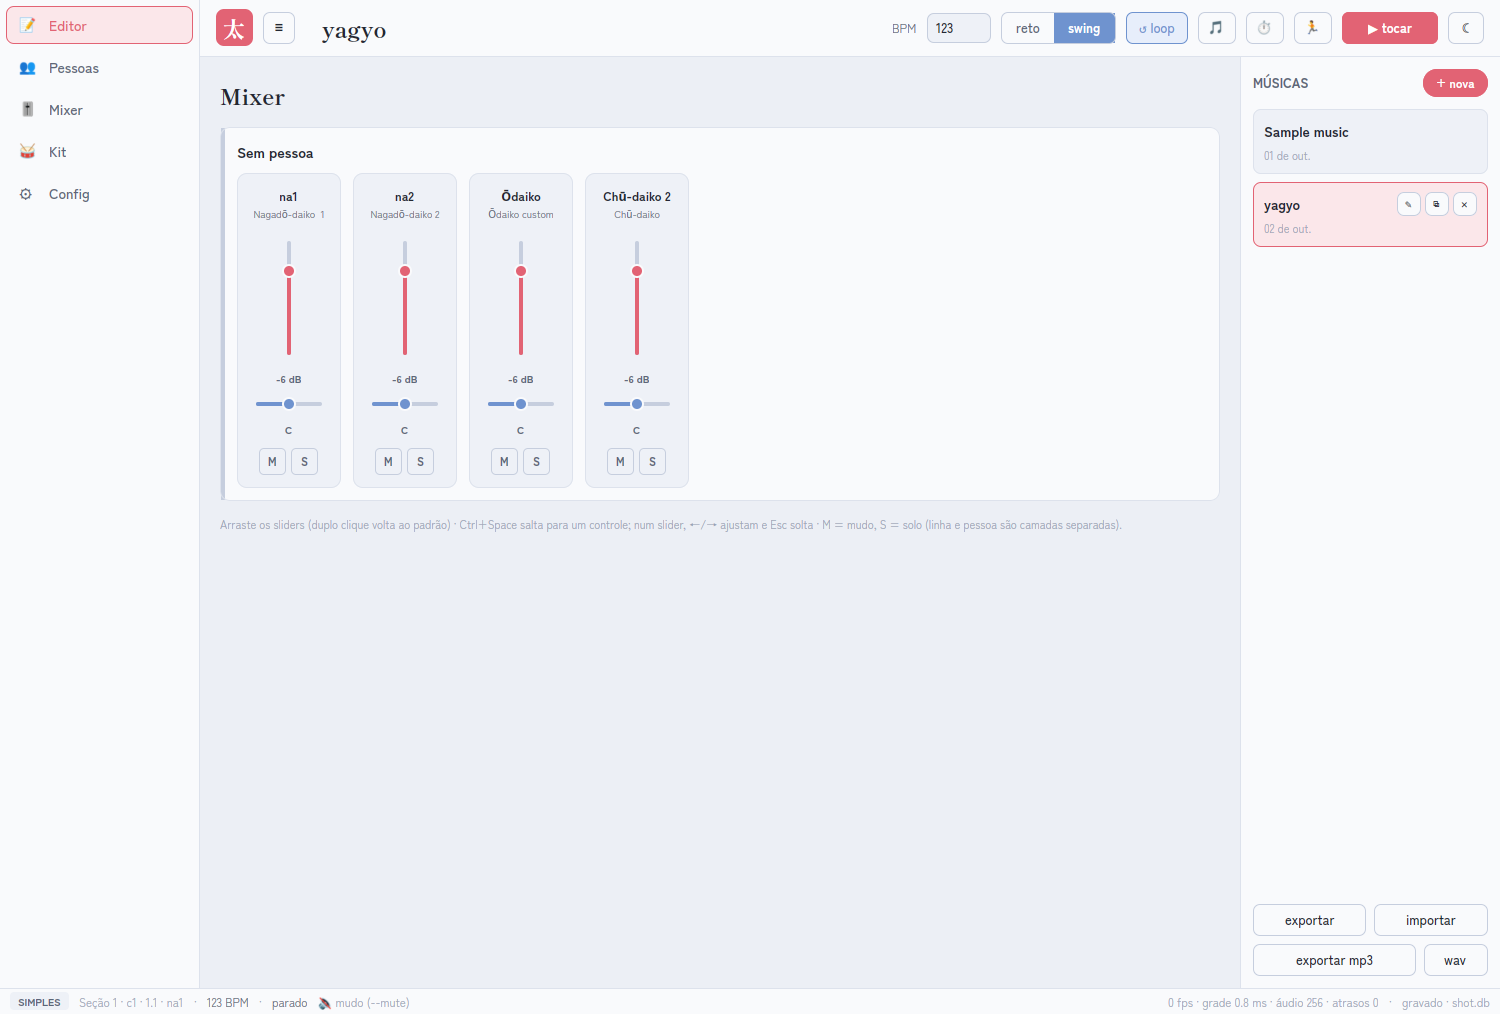 Editor
Pessoas
Mixer
Kit
Config
太
yagyo
BPM 123 reto swing ↺ loop ▶ tocar
Mixer
Sem pessoa
na1
Nagadō-daiko 1
-6 dB
C
M S
na2
Nagadō-daiko 2
-6 dB
C
M S
Ōdaiko
Ōdaiko custom
-6 dB
C
M S
Chū-daiko 2
Chū-daiko
-6 dB
C
M S
Arraste os sliders (duplo clique volta ao padrão) · Ctrl+Space salta para um controle; num slider, ←/→ ajustam e Esc solta · M = mudo, S = solo (linha e pessoa são camadas separadas).
MÚSICAS
+ nova
Sample music
01 de out.
yagyo
02 de out.
exportar importar
exportar mp3 wav
SIMPLES Seção 1 · c1 · 1.1 · na1 · 123 BPM · parado mudo (--mute)
0 fps · grade 0.8 ms · áudio 256 · atrasos 0 · gravado · shot.db